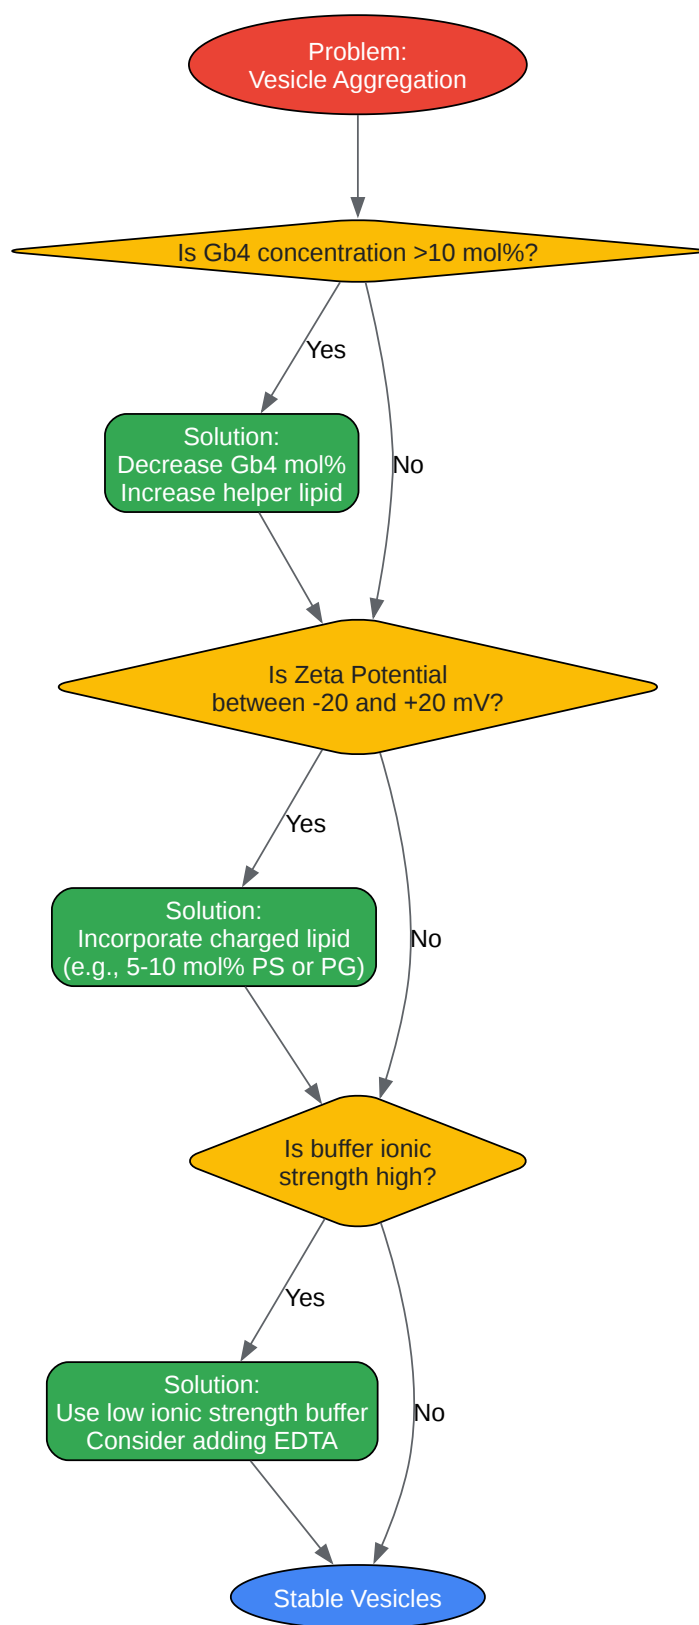 Problem:
Vesicle Aggregation
Is Gb4 concentration >10 mol%?
Yes
Solution:
Decrease Gb4 mol%
Increase helper lipid
No
Is Zeta Potential
between -20 and +20 mV?
Yes
Solution:
Incorporate charged lipid
(e.g., 5-10 mol% PS or PG)
No
Is buffer ionic
strength high?
Yes
Solution:
Use low ionic strength buffer
Consider adding EDTA
No
Stable Vesicles